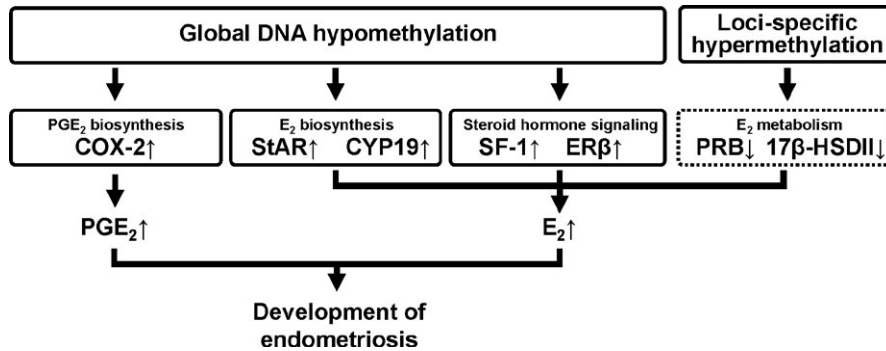 Global DNA hypomethylation
Loci-specific
hypermethylation
PGE₂ biosynthesis
COX-2↑
E₂ biosynthesis
StAR↑ CYP19↑
Steroid hormone signaling
SF-1↑ ERβ↑
E₂ metabolism
PRB↓ 17β-HSDII↓
PGE₂↑
E₂↑
Development of
endometriosis